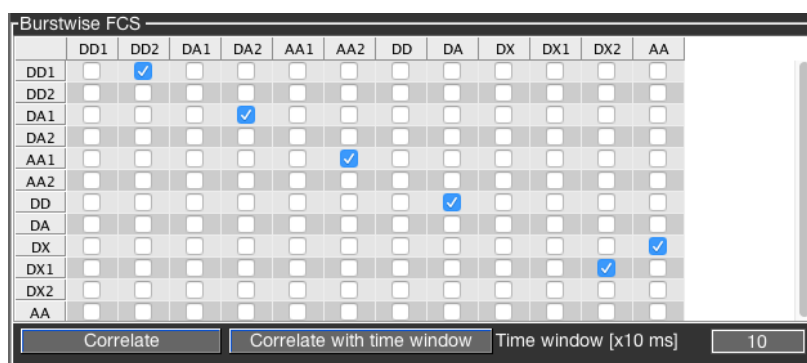 Burstwise FCS
DD1 DD2 DA1 DA2 AA1 AA2 DD DA DX DX1 DX2 AA
DD1
DD2
DA1
DA2
AA1
AA2
DD
DA
DX
DX1
DX2
AA
Correlate Correlate with time window Time window [x10 ms] 10